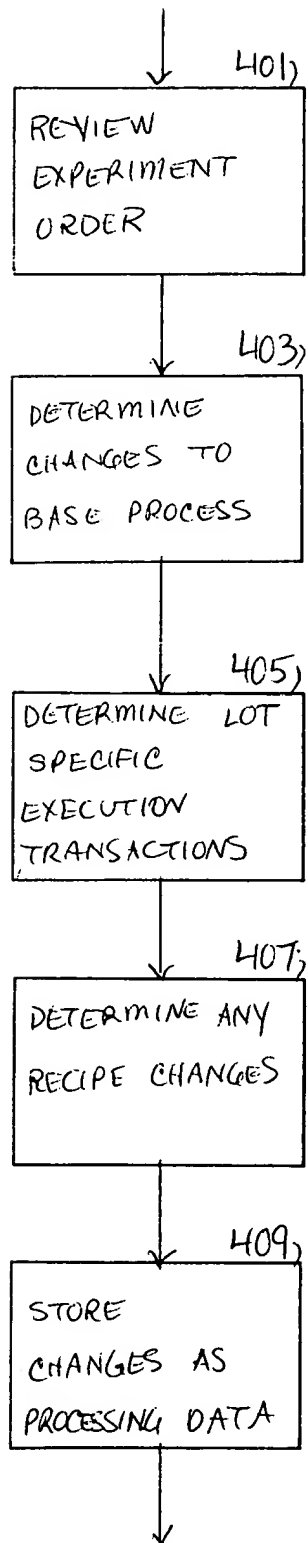 401
REVIEW
EXPERIMENT
ORDER
403
DETERMINE
CHANGES TO
BASE PROCESS
405
DETERMINE LOT
SPECIFIC
EXECUTION
TRANSACTIONS
407
DETERMINE ANY
RECIPE CHANGES
409
STORE
CHANGES AS
PROCESSING DATA